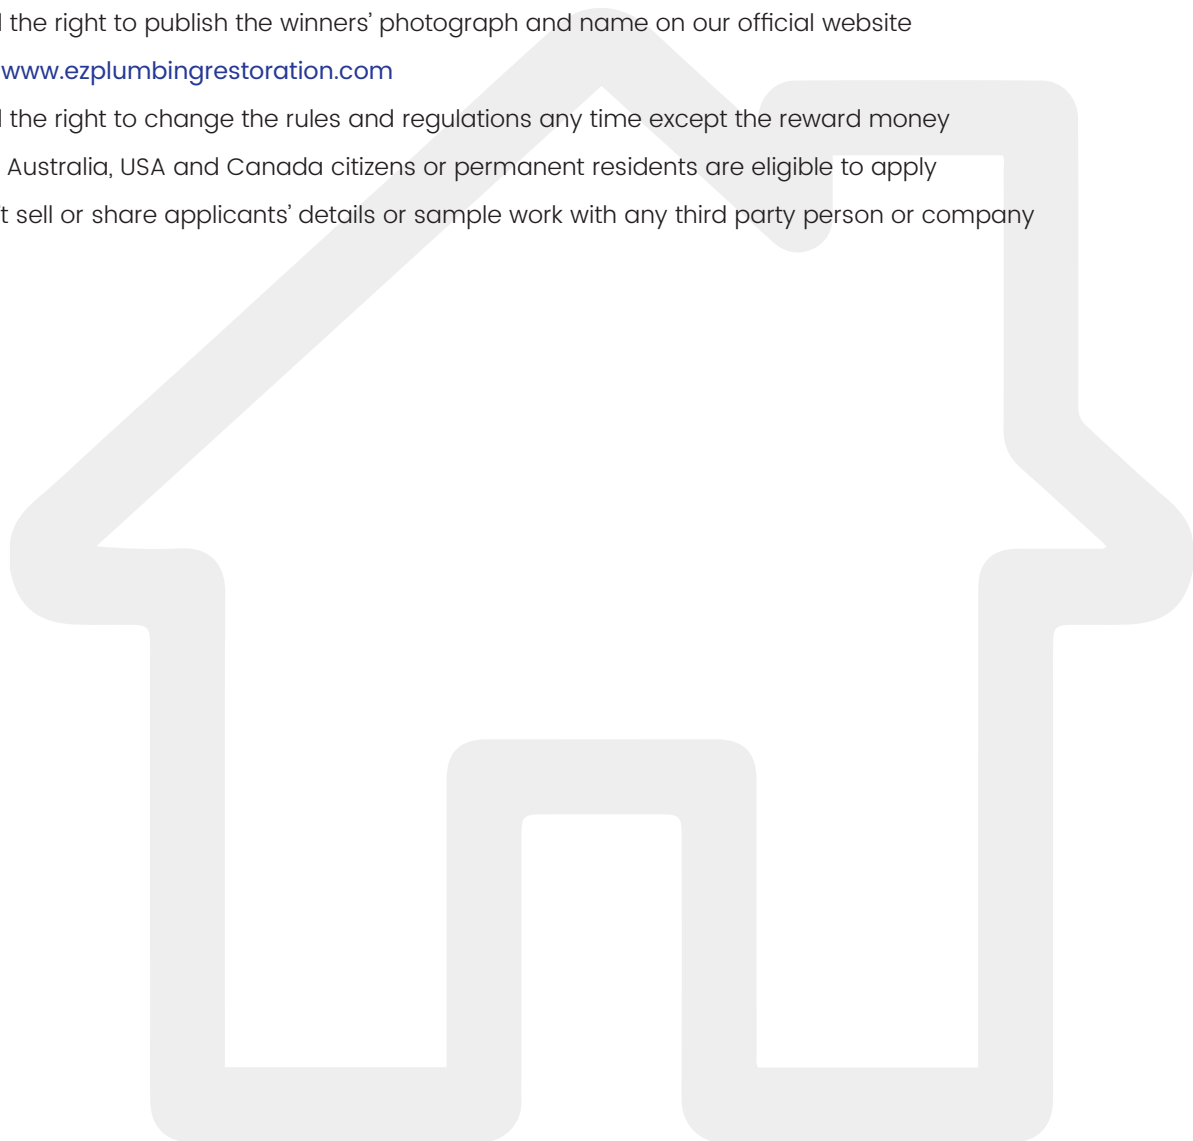 the right to publish the winners’ photograph and name on our official website
www.ezplumbingrestoration.com
the right to change the rules and regulations any time except the reward money
Australia, USA and Canada citizens or permanent residents are eligible to apply
sell or share applicants’ details or sample work with any third party person or company